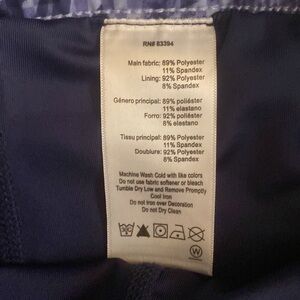 RN# 83394
Main fabric: 89% Polyester
11% Spandex
Lining: 92% Polyester
8% Spandex
Género principal: 89% poliéster
11% elastano
Forro: 92% poliéster
8% elastano
Tissu principal: 89% Polyester
11% Spandex
Doublure: 92% Polyester
8% Spandex
Machine Wash Cold with like colors
Do not use fabric softener or bleach
Tumble Dry Low and Remove Promptly
Cool Iron
Do not Iron over Decoration
Do not Dry Clean
W